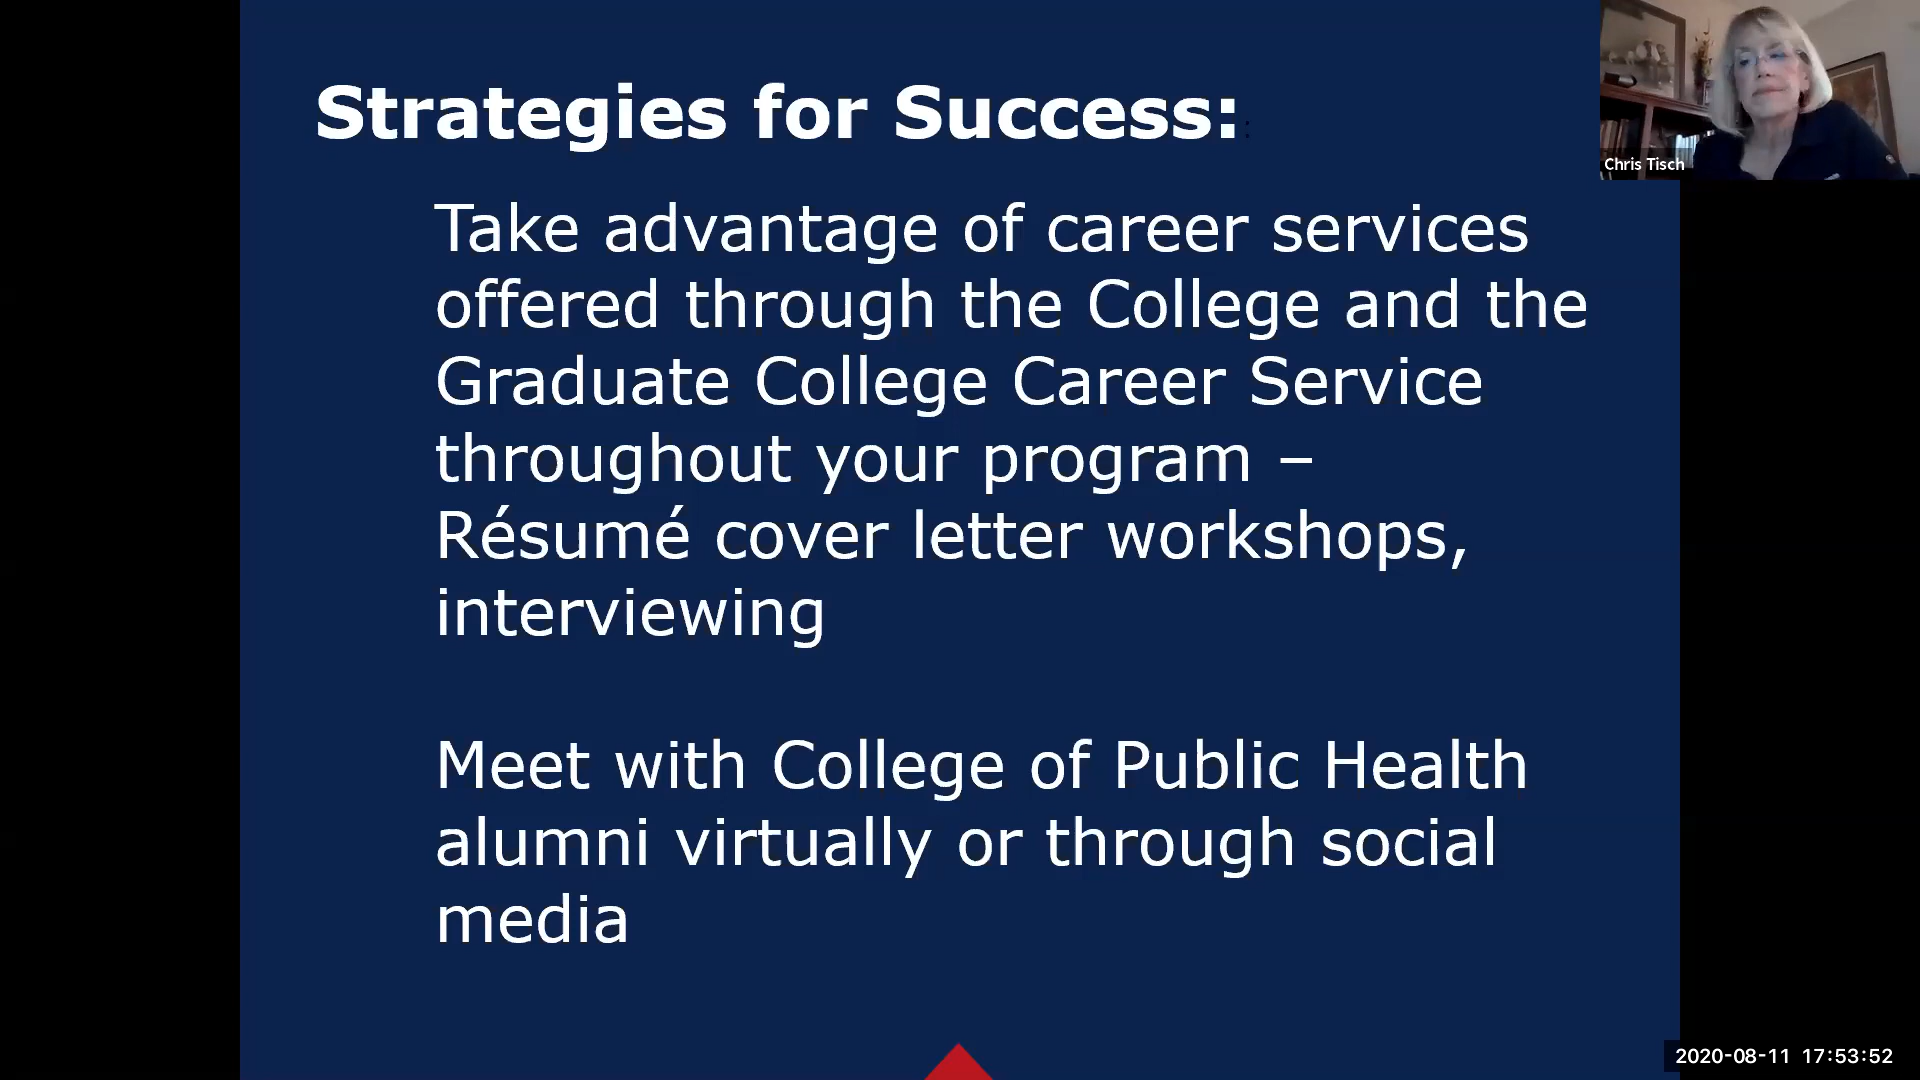 Strategies for Success:
Take advantage of career services
offered through the College and the
Graduate College Career Service
throughout your program –
Résumé cover letter workshops,
interviewing
Meet with College of Public Health
alumni virtually or through social
media
Chris Tisch
2020-08-11 17:53:52